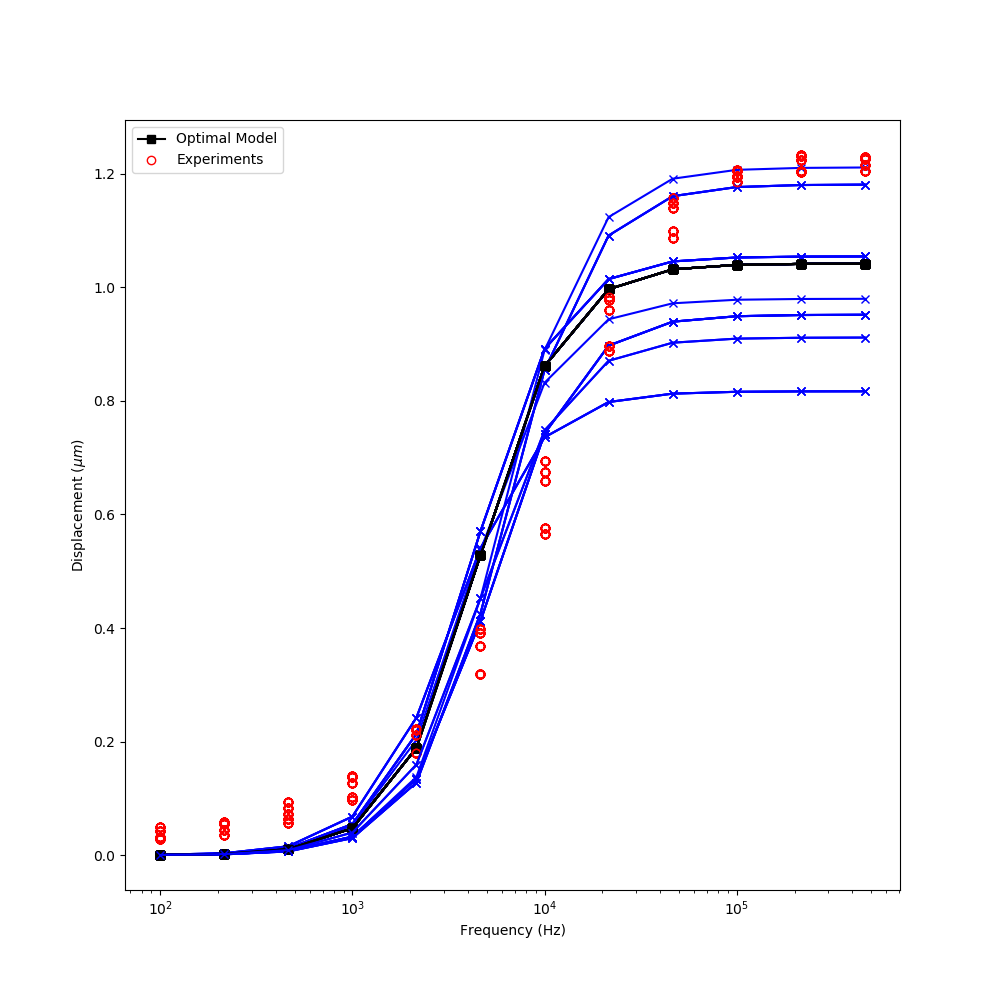 Optimal Model
Experiments
1.2
1.0
0.8
0.6
0.4
0.2
0.0
Displacement (μm)
10²
10³
10⁴
10⁵
Frequency (Hz)